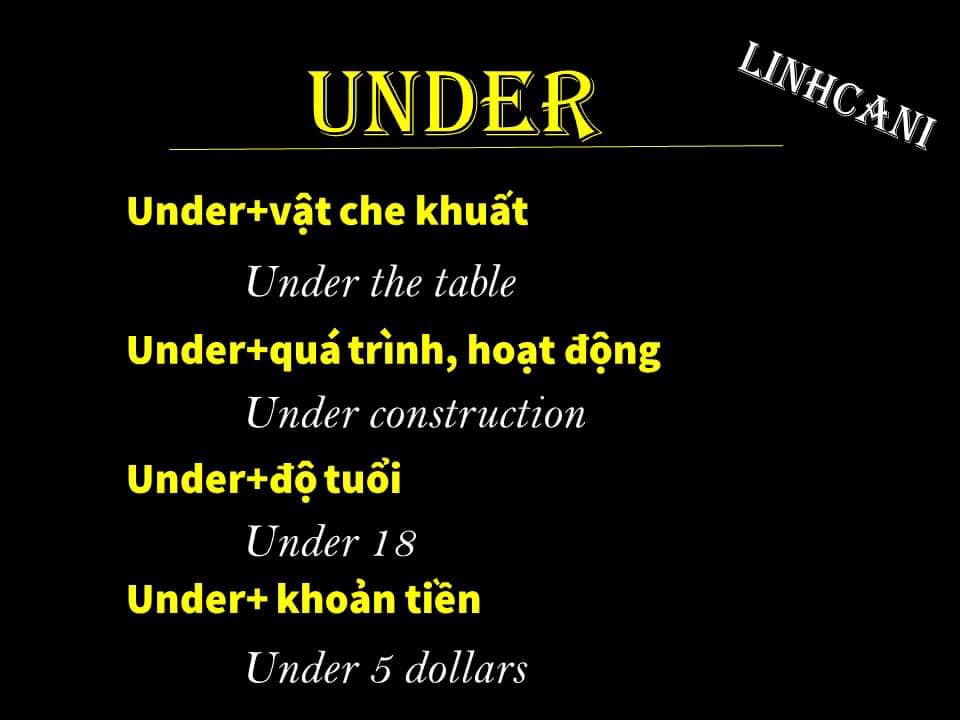 UNDER
LINHCANI
Under+vật che khuất
Under the table
Under+quá trình, hoạt động
Under construction
Under+độ tuổi
Under 18
Under+ khoản tiền
Under 5 dollars